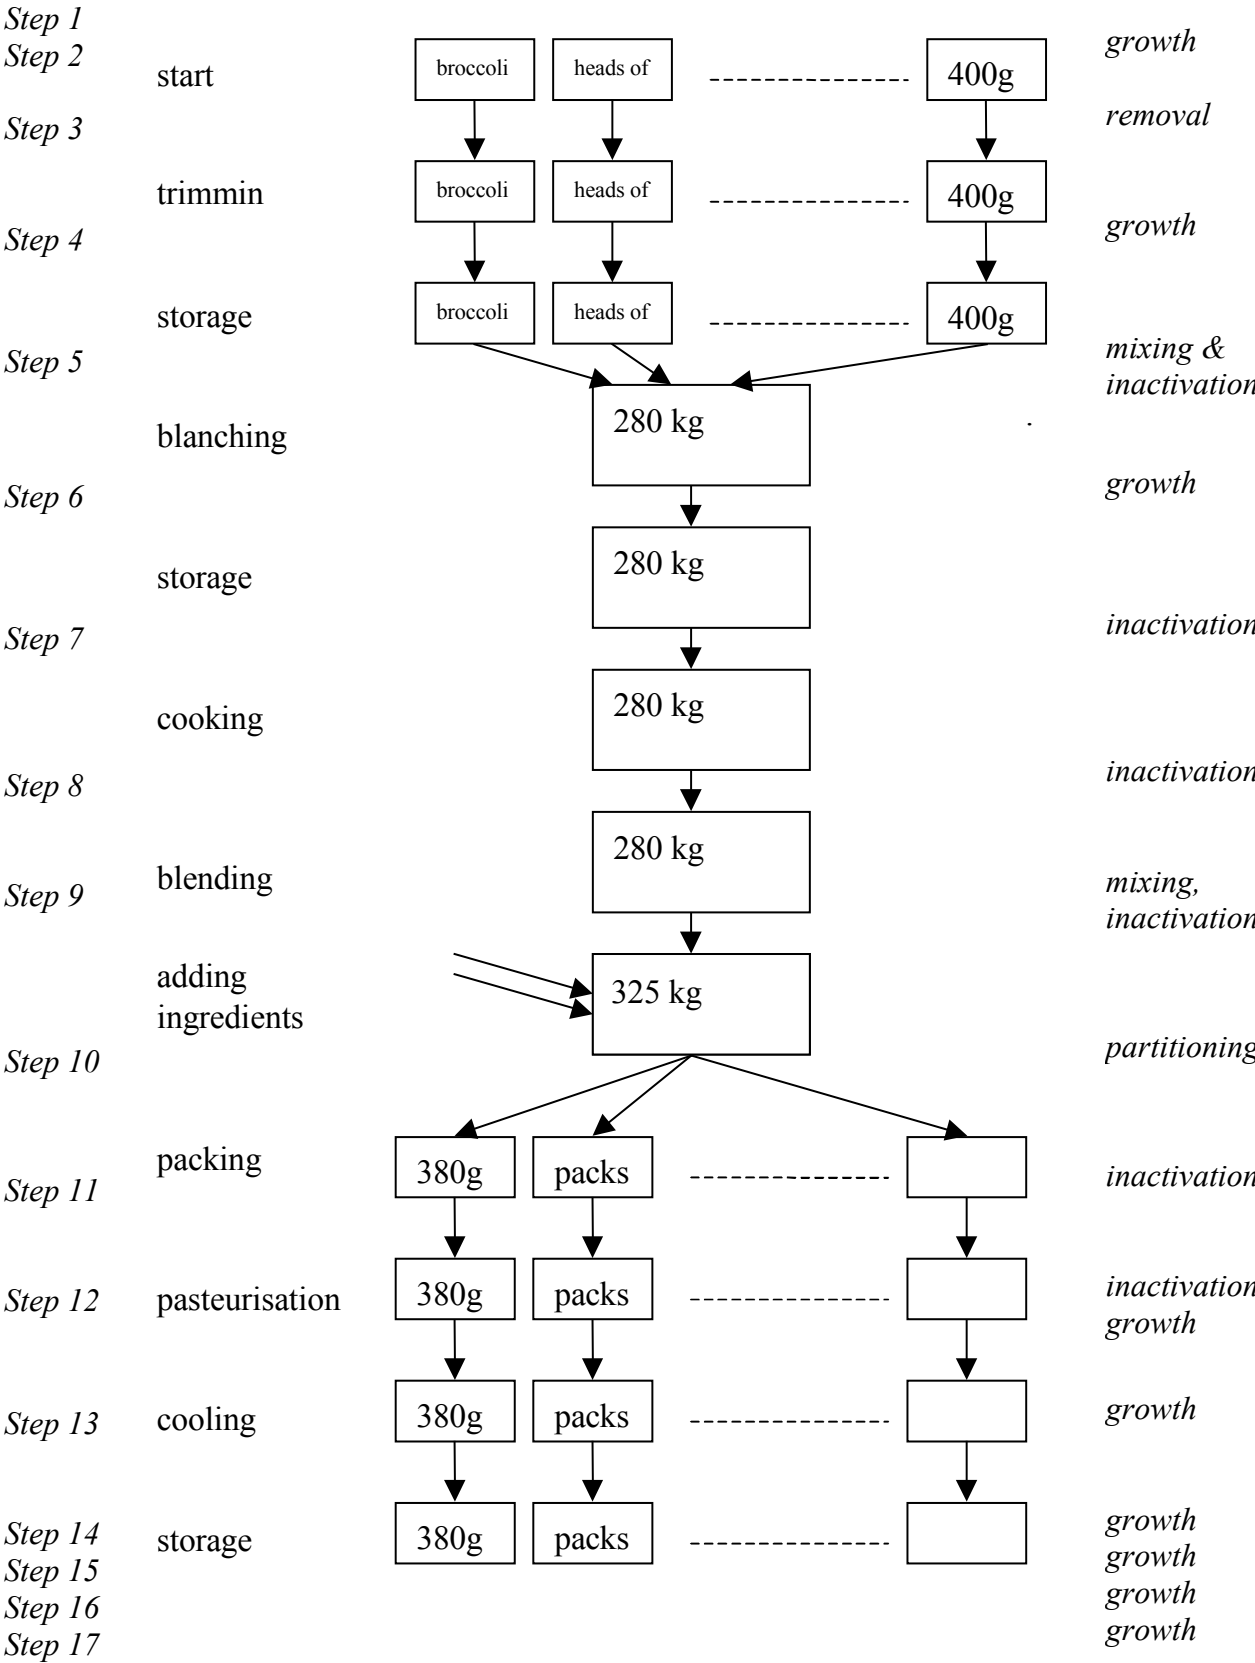 Step 1
growth
Step 2
start
broccoli
heads of
400g
removal
Step 3
trimmin
broccoli
heads of
400g
growth
Step 4
storage
broccoli
heads of
400g
mixing &
inactivation
Step 5
280 kg
blanching
growth
Step 6
280 kg
storage
inactivation
Step 7
280 kg
cooking
inactivation
Step 8
280 kg
blending
mixing,
inactivation
Step 9
adding
ingredients
325 kg
partitioning
Step 10
packing
380g
packs
inactivation
Step 11
inactivation
growth
Step 12
pasteurisation
380g
packs
growth
Step 13
cooling
380g
packs
growth
Step 14
storage
380g
packs
growth
Step 15
growth
Step 16
growth
Step 17